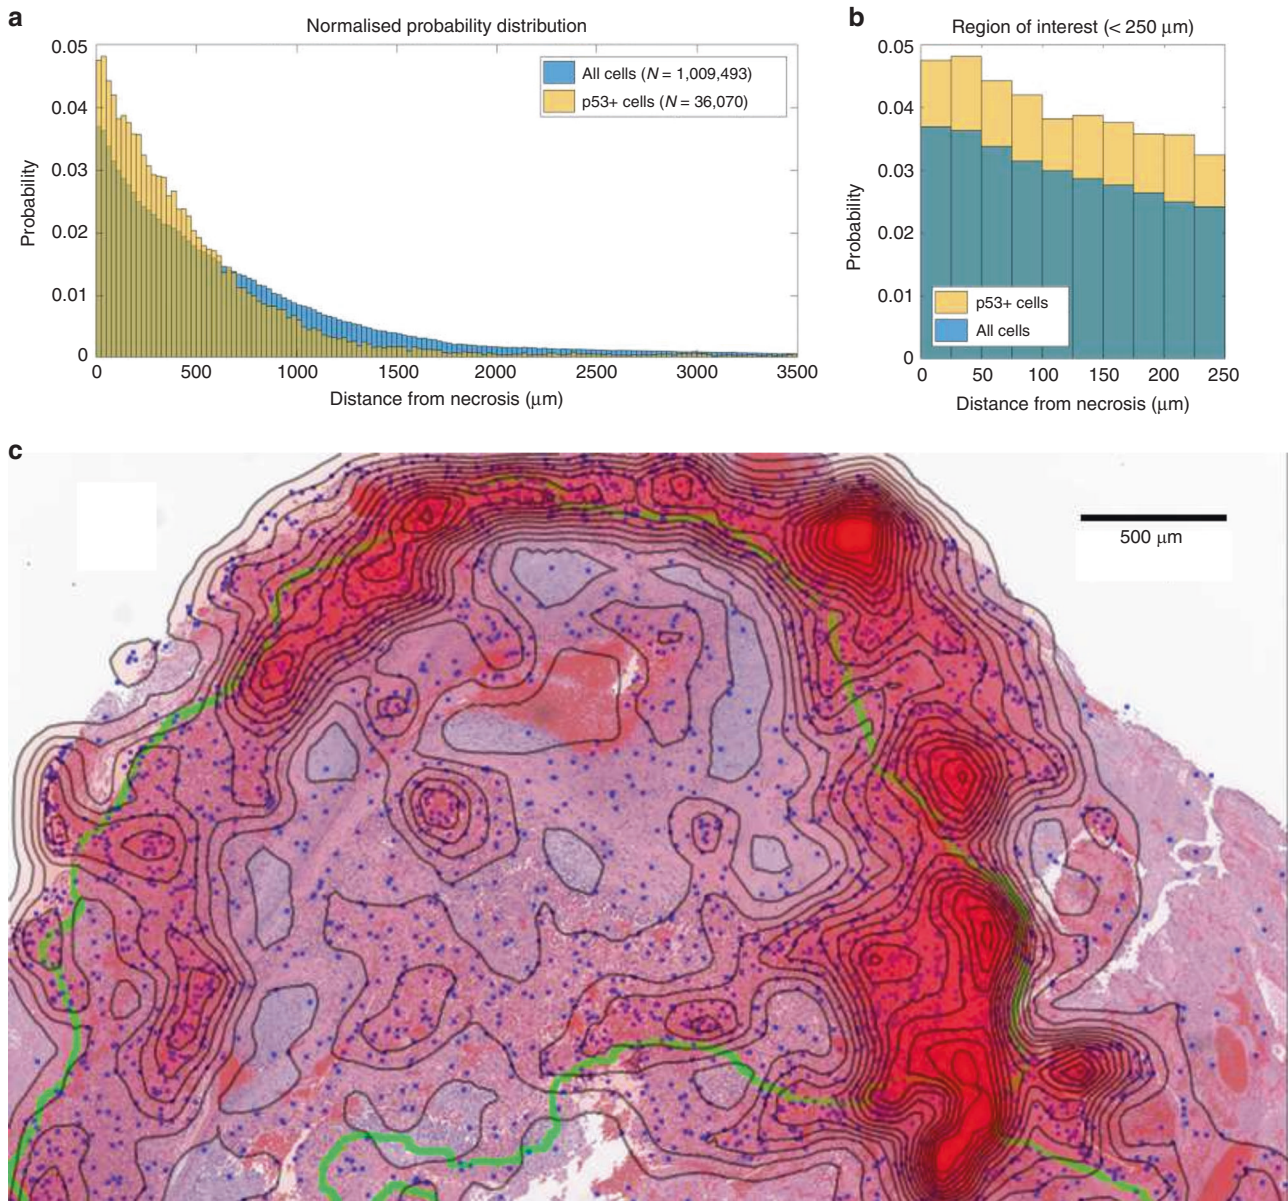 a
Normalised probability distribution
0.05
0.04
0.03
0.02
0.01
0
Probability
All cells (N = 1,009,493)
p53+ cells (N = 36,070)
0 500 1000 1500 2000 2500 3000 3500
Distance from necrosis (μm)
b
Region of interest (< 250 μm)
0.05
0.04
0.03
0.02
0.01
0
Probability
p53+ cells
All cells
0 50 100 150 200 250
Distance from necrosis (μm)
c
500 μm